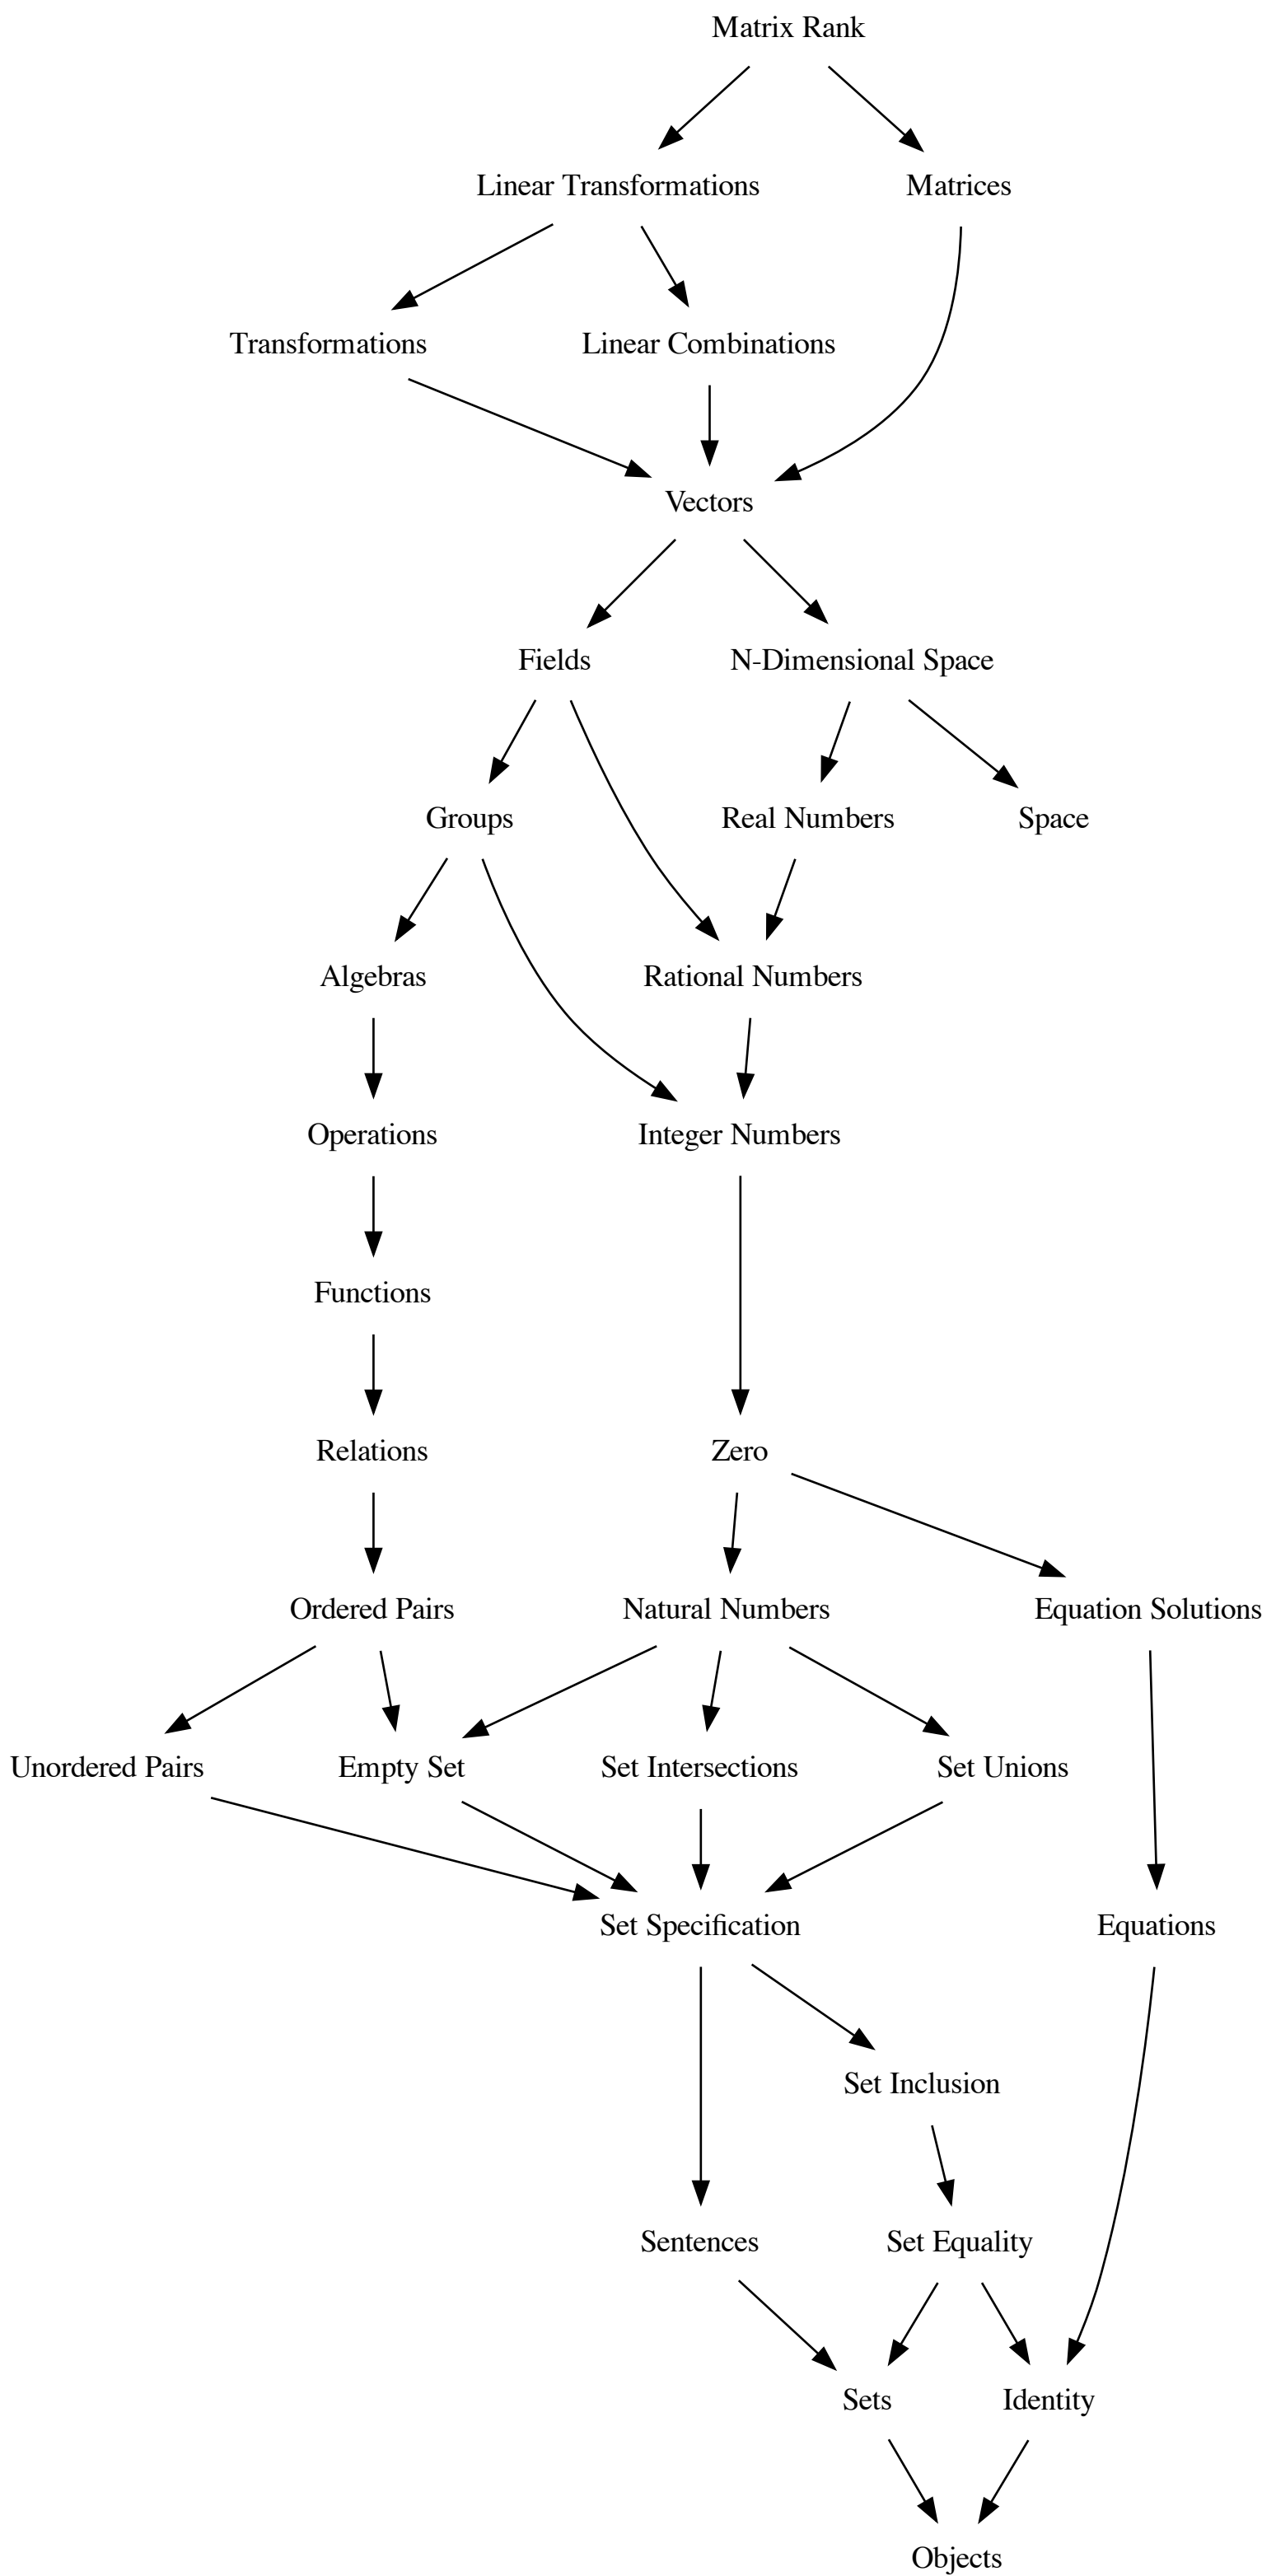 Matrix Rank
Linear Transformations
Matrices
Transformations
Linear Combinations
Vectors
Fields
N-Dimensional Space
Groups
Real Numbers
Space
Algebras
Rational Numbers
Operations
Integer Numbers
Functions
Relations
Zero
Ordered Pairs
Natural Numbers
Equation Solutions
Unordered Pairs
Empty Set
Set Intersections
Set Unions
Set Specification
Equations
Set Inclusion
Sentences
Set Equality
Sets
Identity
Objects